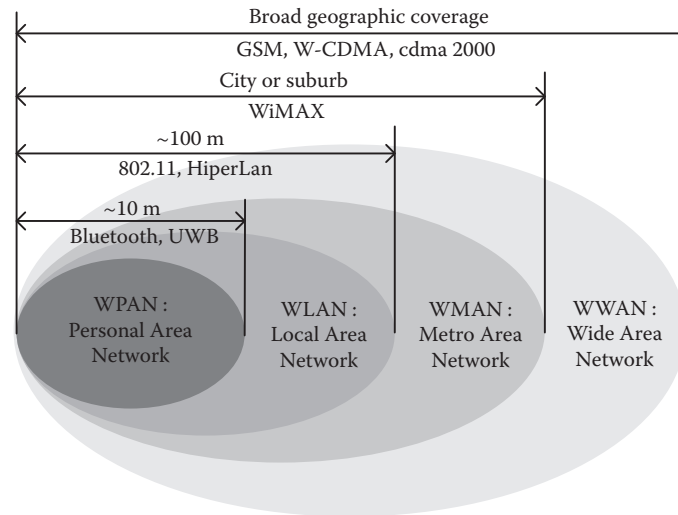 Broad geographic coverage
GSM, W-CDMA, cdma 2000
City or suburb
WiMAX
~100 m
802.11, HiperLan
~10 m
Bluetooth, UWB
WPAN :
Personal Area
Network
WLAN :
Local Area
Network
WMAN :
Metro Area
Network
WWAN :
Wide Area
Network